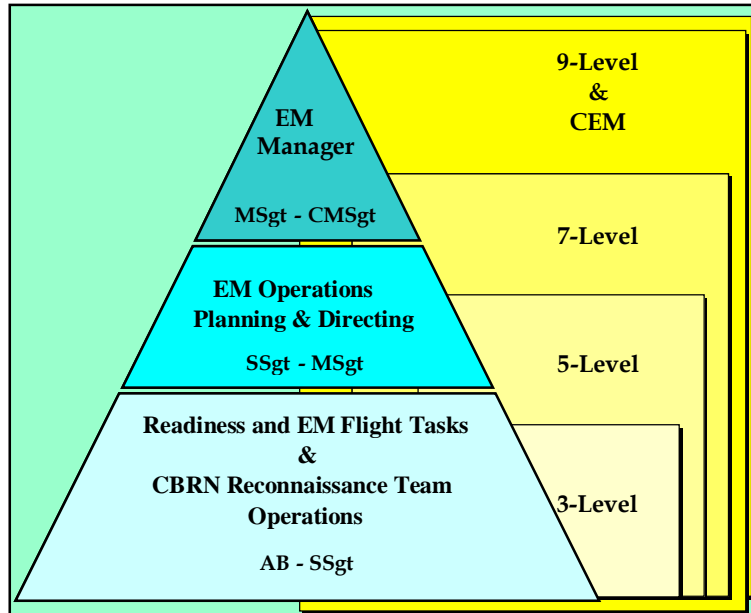 EM
Manager
MSgt - CMSgt
EM Operations
Planning & Directing
SSgt - MSgt
Readiness and EM Flight Tasks
&
CBRN Reconnaissance Team
Operations
AB - SSgt
9-Level
&
CEM
7-Level
5-Level
3-Level